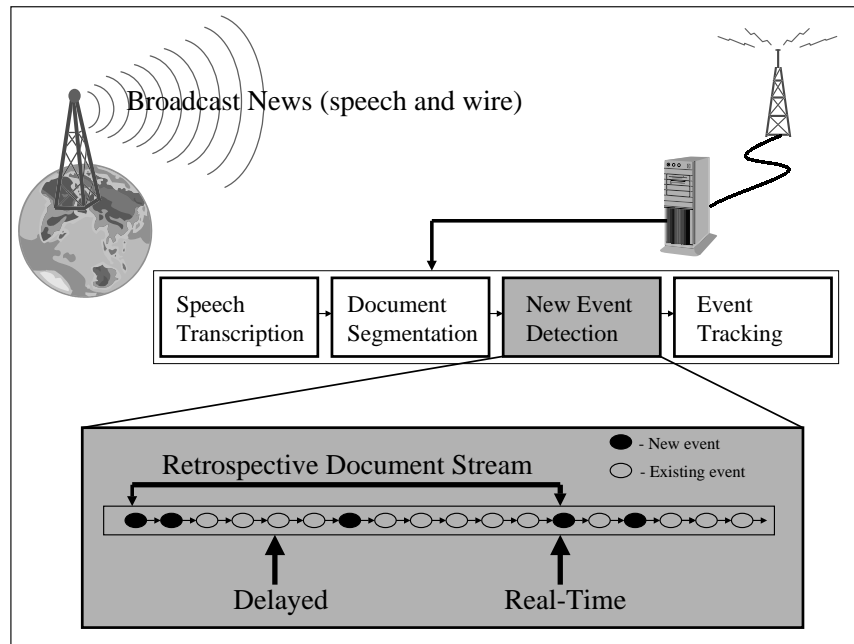 Broadcast News (speech and wire)
Speech
Transcription
Document
Segmentation
New Event
Detection
Event
Tracking
- New event
- Existing event
Retrospective Document Stream
Delayed
Real-Time